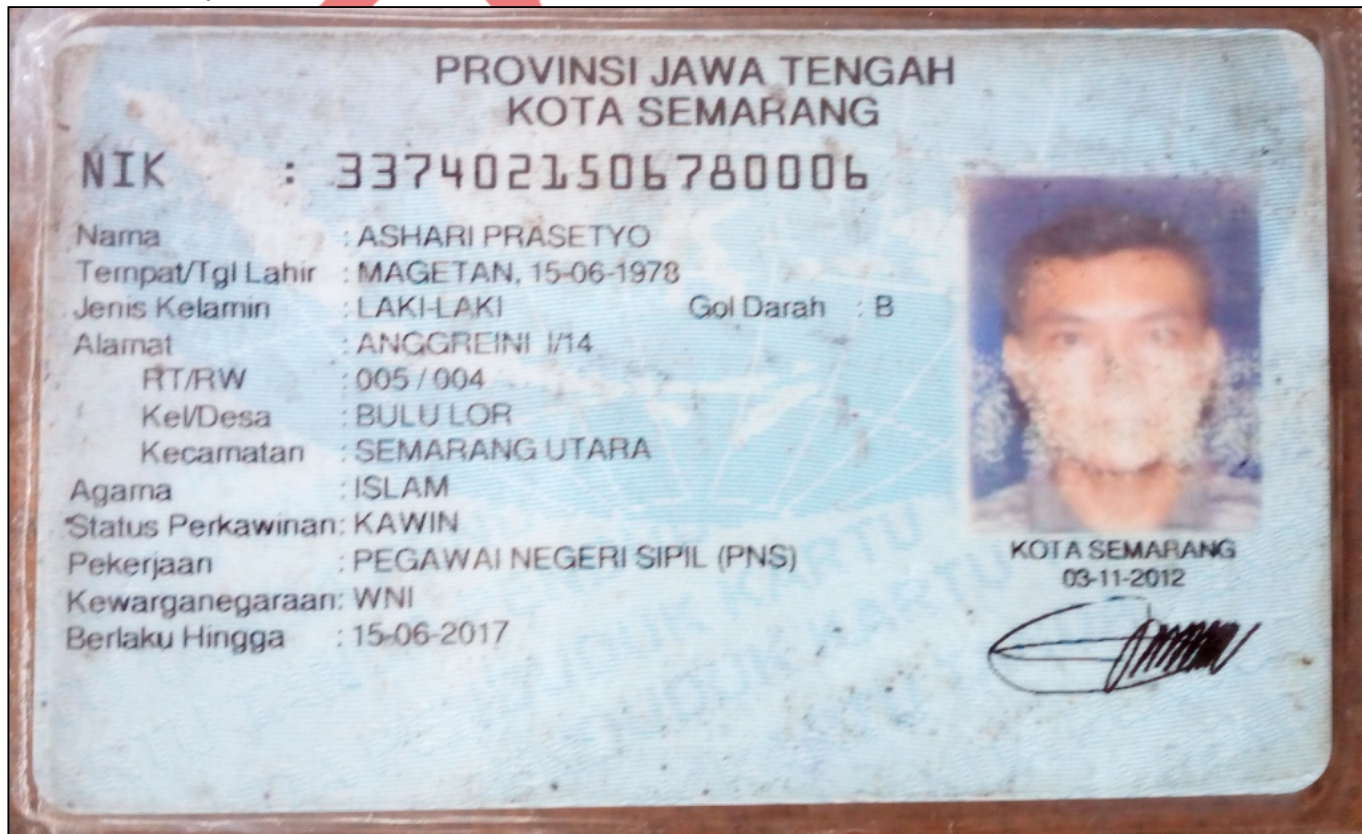 PROVINSI JAWA TENGAH
KOTA SEMARANG
NIK : 3374021506780006
Nama : ASHARI PRASETYO
Tempat/Tgl Lahir : MAGETAN, 15-06-1978
Jenis Kelamin : LAKI-LAKI Gol Darah : B
Alamat : ANGGREINI I/14
RT/RW : 005 / 004
Kel/Desa : BULU LOR
Kecamatan : SEMARANG UTARA
Agama : ISLAM
Status Perkawinan: KAWIN
Pekerjaan : PEGAWAI NEGERI SIPIL (PNS)
Kewarganegaraan: WNI
Berlaku Hingga : 15-06-2017
KOTA SEMARANG
03-11-2012